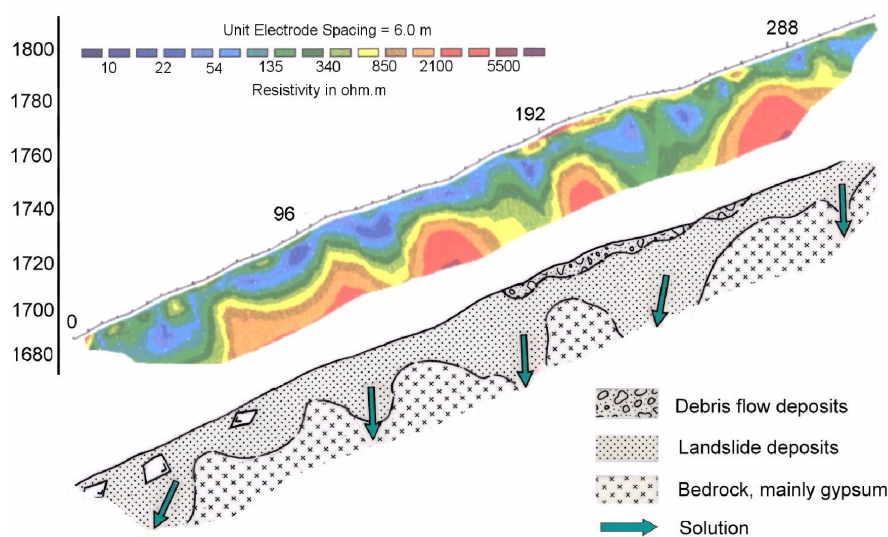 Unit Electrode Spacing = 6.0 m
10 22 54 135 340 850 2100 5500
Resistivity in ohm.m
1800
1780
1760
1740
1720
1700
1680
0
96
192
288
Debris flow deposits
Landslide deposits
Bedrock, mainly gypsum
Solution